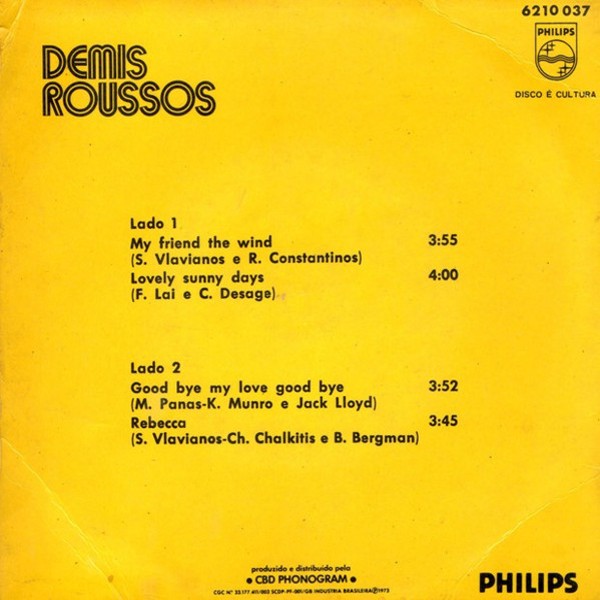 6210 037
DEMIS
ROUSSOS
PHILIPS
DISCO É CULTURA
Lado 1
My friend the wind 3:55
(S. Vlavianos e R. Constantinos)
Lovely sunny days 4:00
(F. Lai e C. Desage)
Lado 2
Good bye my love good bye 3:52
(M. Panas-K. Munro e Jack Lloyd)
Rebecca 3:45
(S. Vlavianos-Ch. Chalkitis e B. Bergman)
produzido e distribuído pela
• CBD PHONOGRAM •
INDUSTRIA BRASILEIRA
PHILIPS